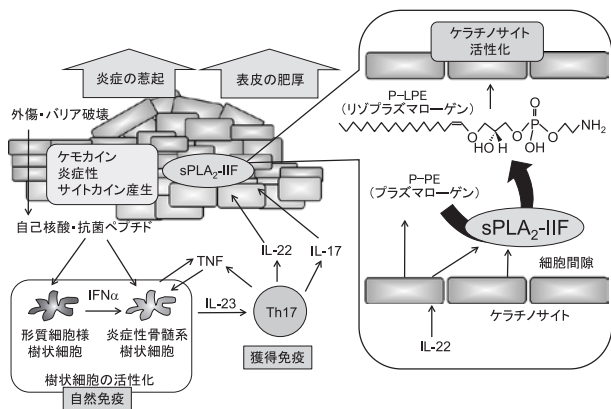 炎症の惹起
表皮の肥厚
外傷・バリア破壊
ケモカイン
炎症性
サイトカイン産生
sPLA₂-IIF
自己核酸・抗菌ペプチド
IL-22
IL-17
TNF
IFNα
IL-23
Th17
形質細胞様
樹状細胞
炎症性骨髄系
樹状細胞
樹状細胞の活性化
自然免疫
獲得免疫
ケラチノサイト
活性化
P-LPE
(リゾプラズマローゲン)
O
O
P
O
NH₂
HO
H
O
OH
P-PE
(プラズマローゲン)
sPLA₂-IIF
細胞間隙
ケラチノサイト
IL-22